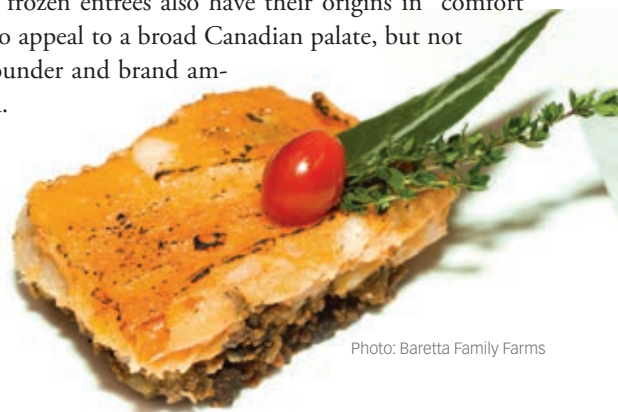 frozen entrées also have their origins in “comfort
o appeal to a broad Canadian palate, but not
ounder and brand am-
.
Photo: Baretta Family Farms